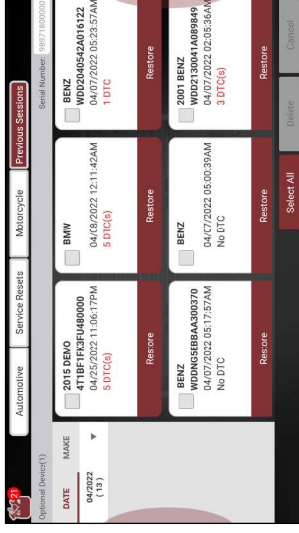 21
Automotive
Service Resets
Motorcycle
Previous Sessions
Optional Device(1)
Serial Number: 98971600000
DATE
MAKE
04/2022
(13)
2015 DEMO
4T1BF1FK3FU480000
04/25/2022 11:06:17PM
5 DTC(s)
Restore
BMW
04/08/2022 12:11:42AM
5 DTC(s)
Restore
BENZ
WDD2040542A016122
04/07/2022 05:23:57AM
1 DTC
Restore
BENZ
WDDNG5EBBAA300370
04/07/2022 05:17:57AM
No DTC
Restore
BENZ
04/07/2022 05:00:39AM
No DTC
Restore
2001 BENZ
WDD2130041A089849
04/07/2022 02:05:36AM
3 DTC(s)
Restore
Select All
Delete
Cancel